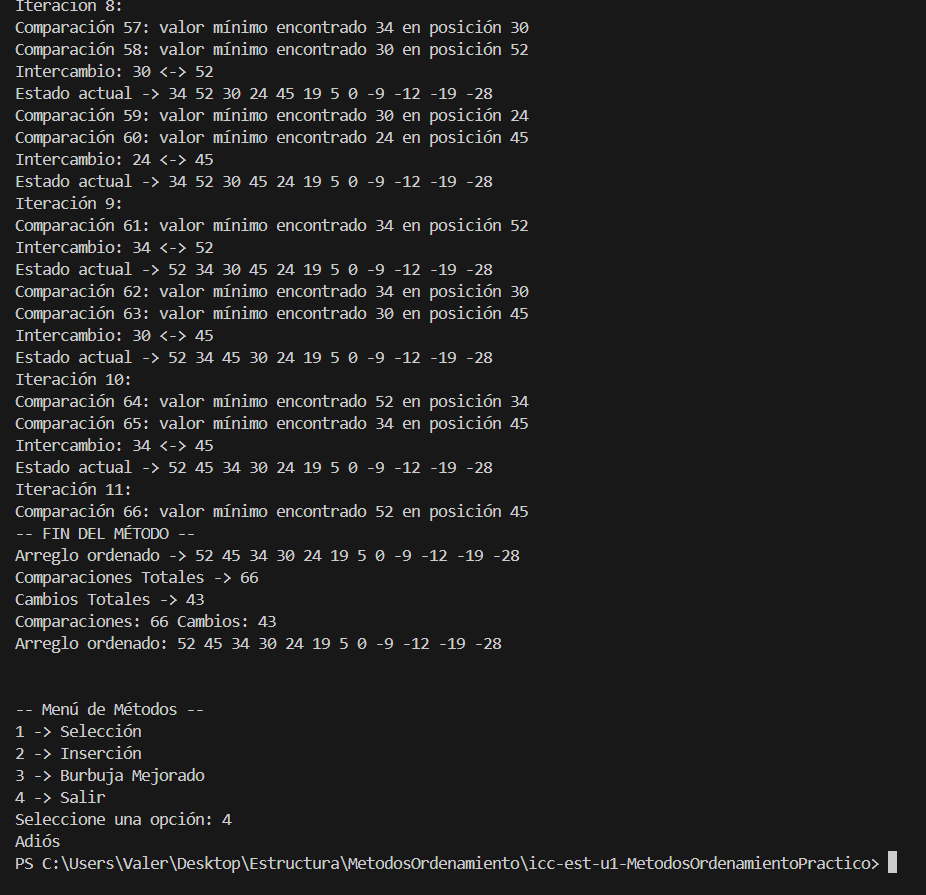 Iteración 8:
Comparación 57: valor mínimo encontrado 34 en posición 30
Comparación 58: valor mínimo encontrado 30 en posición 52
Intercambio: 30 <-> 52
Estado actual -> 34 52 30 24 45 19 5 0 -9 -12 -19 -28
Comparación 59: valor mínimo encontrado 30 en posición 24
Comparación 60: valor mínimo encontrado 24 en posición 45
Intercambio: 24 <-> 45
Estado actual -> 34 52 30 45 24 19 5 0 -9 -12 -19 -28
Iteración 9:
Comparación 61: valor mínimo encontrado 34 en posición 52
Intercambio: 34 <-> 52
Estado actual -> 52 34 30 45 24 19 5 0 -9 -12 -19 -28
Comparación 62: valor mínimo encontrado 34 en posición 30
Comparación 63: valor mínimo encontrado 30 en posición 45
Intercambio: 30 <-> 45
Estado actual -> 52 34 45 30 24 19 5 0 -9 -12 -19 -28
Iteración 10:
Comparación 64: valor mínimo encontrado 52 en posición 34
Comparación 65: valor mínimo encontrado 34 en posición 45
Intercambio: 34 <-> 45
Estado actual -> 52 45 34 30 24 19 5 0 -9 -12 -19 -28
Iteración 11:
Comparación 66: valor mínimo encontrado 52 en posición 45
-- FIN DEL MÉTODO --
Arreglo ordenado -> 52 45 34 30 24 19 5 0 -9 -12 -19 -28
Comparaciones Totales -> 66
Cambios Totales -> 43
Comparaciones: 66 Cambios: 43
Arreglo ordenado: 52 45 34 30 24 19 5 0 -9 -12 -19 -28
-- Menú de Métodos --
1 -> Selección
2 -> Inserción
3 -> Burbuja Mejorado
4 -> Salir
Seleccione una opción: 4
Adiós
PS C:\Users\Valer\Desktop\Estructura\MetodosOrdenamiento\icc-est-u1-MetodosOrdenamientoPractico>